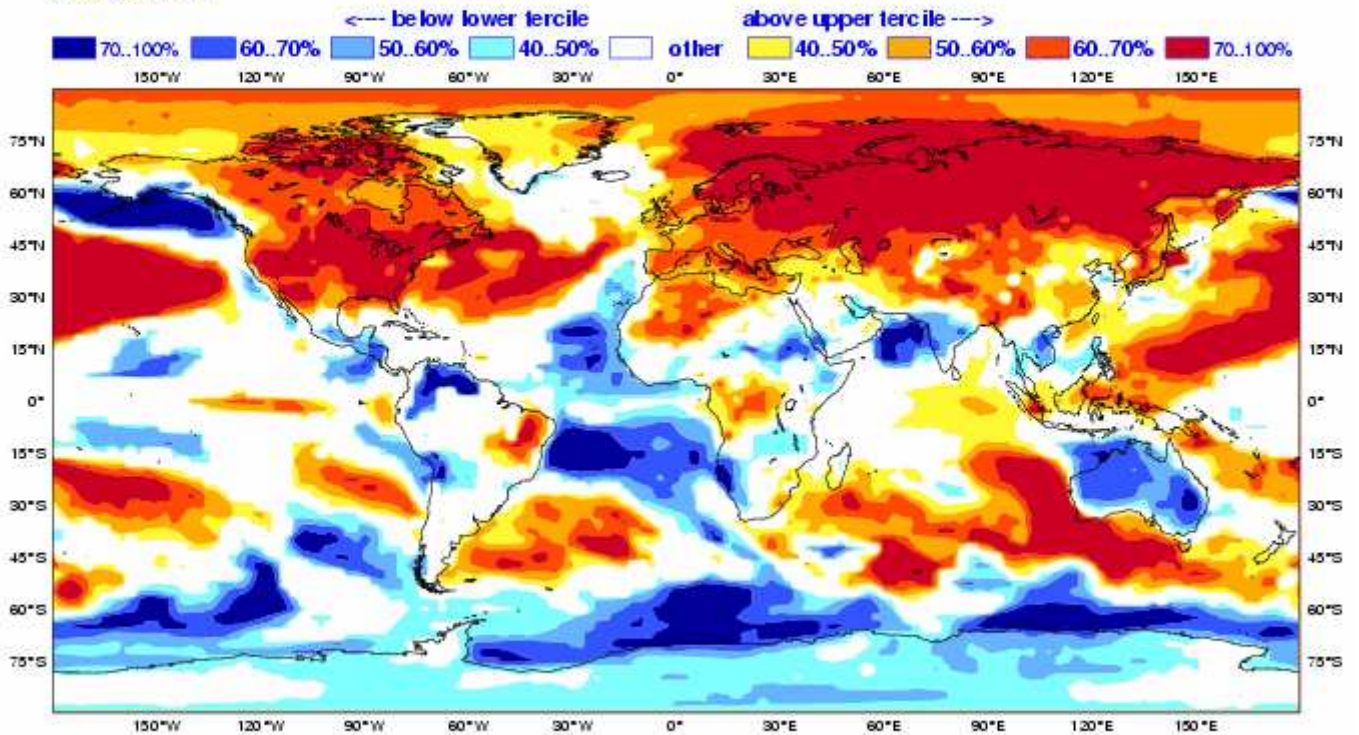 <---- below lower tercile above upper tercile ---->
70..100% 60..70% 50..60% 40..50% other 40..50% 50..60% 60..70% 70..100%
150°W 120°W 90°W 60°W 30°W 0° 30°E 60°E 90°E 120°E 150°E
75°N 75°N
60°N 60°N
45°N 45°N
30°N 30°N
15°N 15°N
0° 0°
15°S 15°S
30°S 30°S
45°S 45°S
60°S 60°S
75°S 75°S
150°W 120°W 90°W 60°W 30°W 0° 30°E 60°E 90°E 120°E 150°E